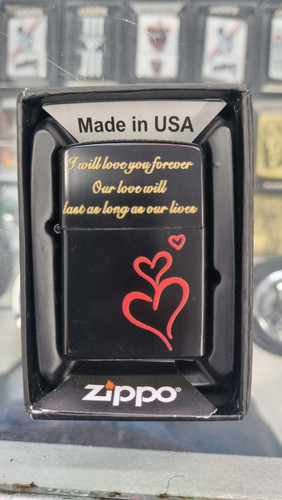 Made in USA
I will love you forever
Our love will
last as long as our lives
zippo®